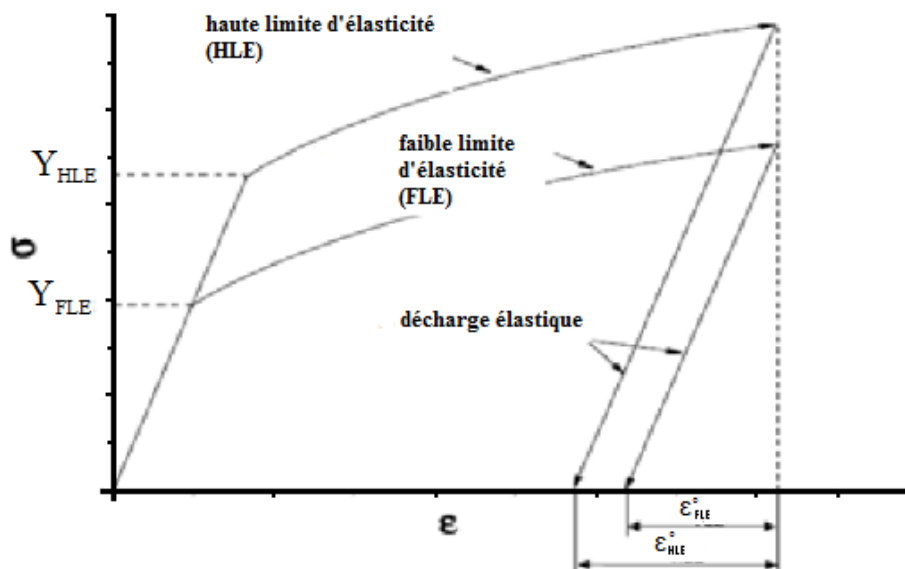 haute limite d'élasticité
(HLE)
Y_HLE
faible limite
d'élasticité
(FLE)
σ
Y_FLE
décharge élastique
ε
ε°_FLE
ε°_HLE